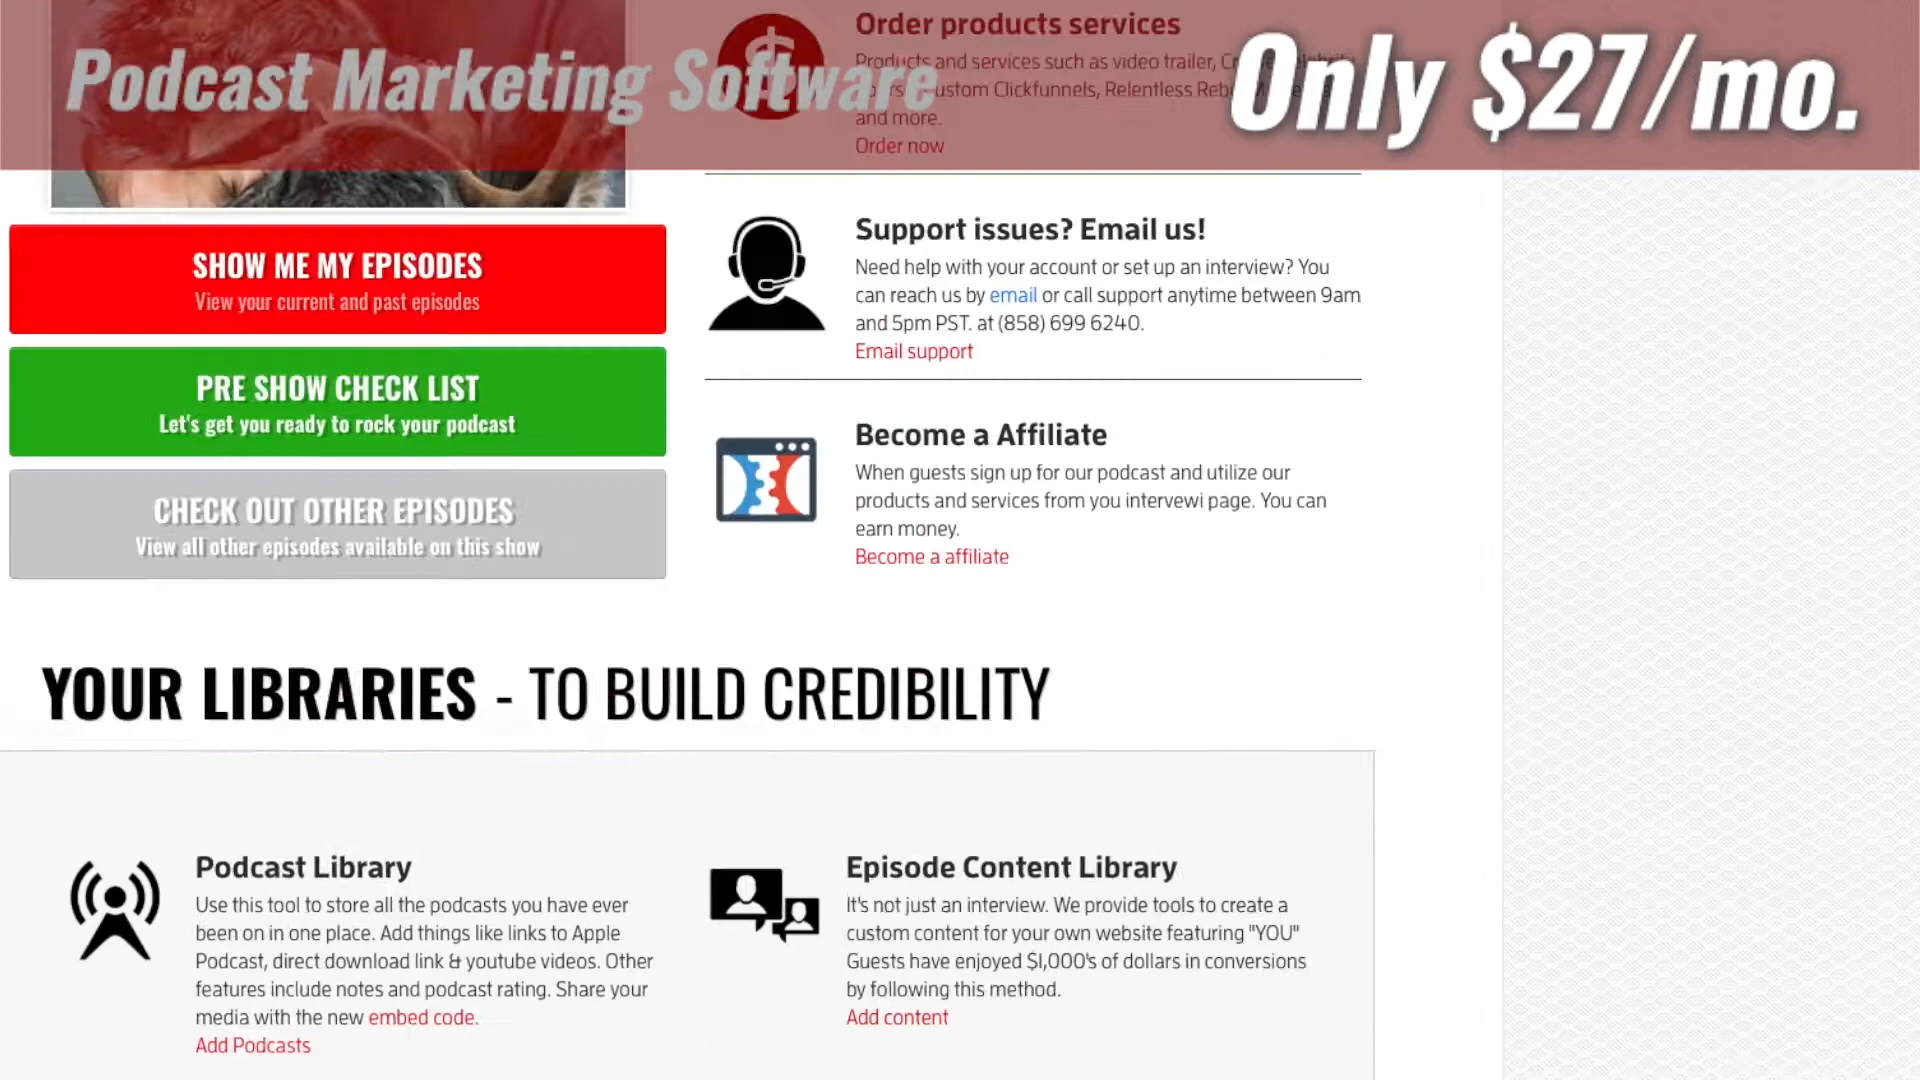 Podcast Marketing Software
Only $27/mo.
Order products services
Products and services such as video trailer,
ustom Clickfunnels, Relentless
and more.
Order now
SHOW ME MY EPISODES
View your current and past episodes
PRE SHOW CHECK LIST
Let's get you ready to rock your podcast
CHECK OUT OTHER EPISODES
View all other episodes available on this show
Support issues? Email us!
Need help with your account or set up an interview? You
can reach us by email or call support anytime between 9am
and 5pm PST. at (858) 699 6240.
Email support
Become a Affiliate
When guests sign up for our podcast and utilize our
products and services from you intervewi page. You can
earn money.
Become a affiliate
YOUR LIBRARIES - TO BUILD CREDIBILITY
Podcast Library
Use this tool to store all the podcasts you have ever
been on in one place. Add things like links to Apple
Podcast, direct download link & youtube videos. Other
features include notes and podcast rating. Share your
media with the new embed code.
Add Podcasts
Episode Content Library
It's not just an interview. We provide tools to create a
custom content for your own website featuring "YOU"
Guests have enjoyed $1,000's of dollars in conversions
by following this method.
Add content